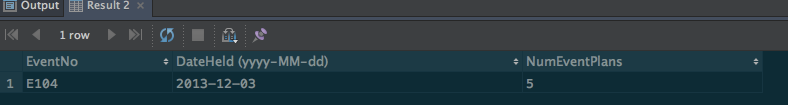 Output Result 2 ×
1 row
EventNo DateHeld (yyyy-MM-dd) NumEventPlans
1 E104 2013-12-03 5